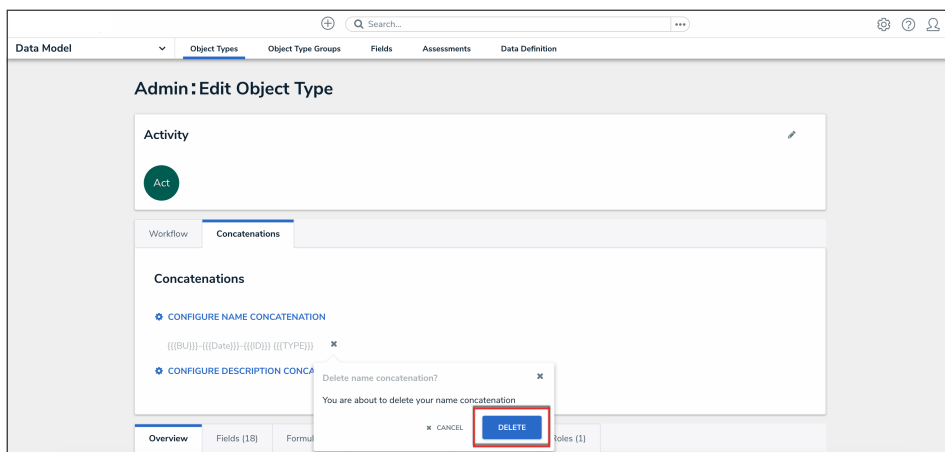 Search...
Data Model Object Types Object Type Groups Fields Assessments Data Definition
Admin:Edit Object Type
Activity
Act
Workflow Concatenations
Concatenations
CONFIGURE NAME CONCATENATION
{{{BU}}}-{{{Date}}}-{{{ID}}} {{{TYPE}}}
Delete name concatenation?
CONFIGURE DESCRIPTION CONCA
You are about to delete your name concatenation
CANCEL DELETE
Overview Fields (18) Formul Roles (1)